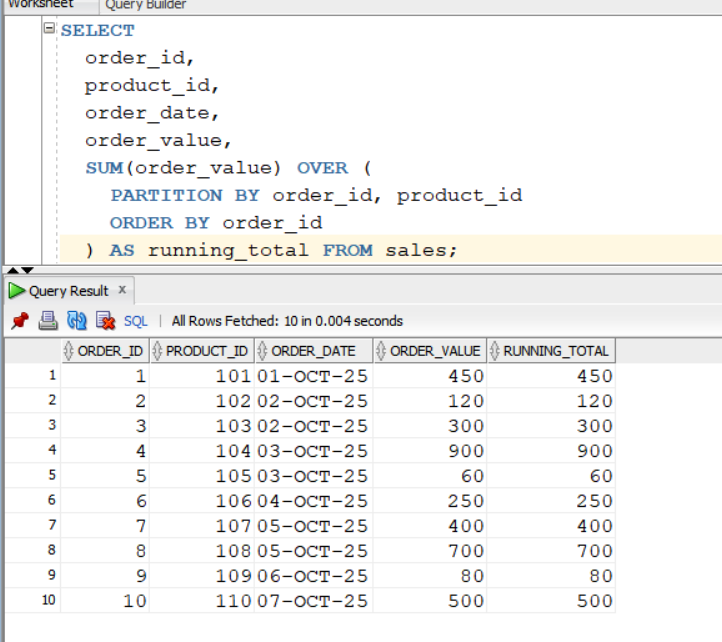 Worksheet Query Builder
SELECT
order_id,
product_id,
order_date,
order_value,
SUM(order_value) OVER (
PARTITION BY order_id, product_id
ORDER BY order_id
) AS running_total FROM sales;
Query Result x
SQL | All Rows Fetched: 10 in 0.004 seconds
ORDER_ID PRODUCT_ID ORDER_DATE ORDER_VALUE RUNNING_TOTAL
1 1 101 01-OCT-25 450 450
2 2 102 02-OCT-25 120 120
3 3 103 02-OCT-25 300 300
4 4 104 03-OCT-25 900 900
5 5 105 03-OCT-25 60 60
6 6 106 04-OCT-25 250 250
7 7 107 05-OCT-25 400 400
8 8 108 05-OCT-25 700 700
9 9 109 06-OCT-25 80 80
10 10 110 07-OCT-25 500 500